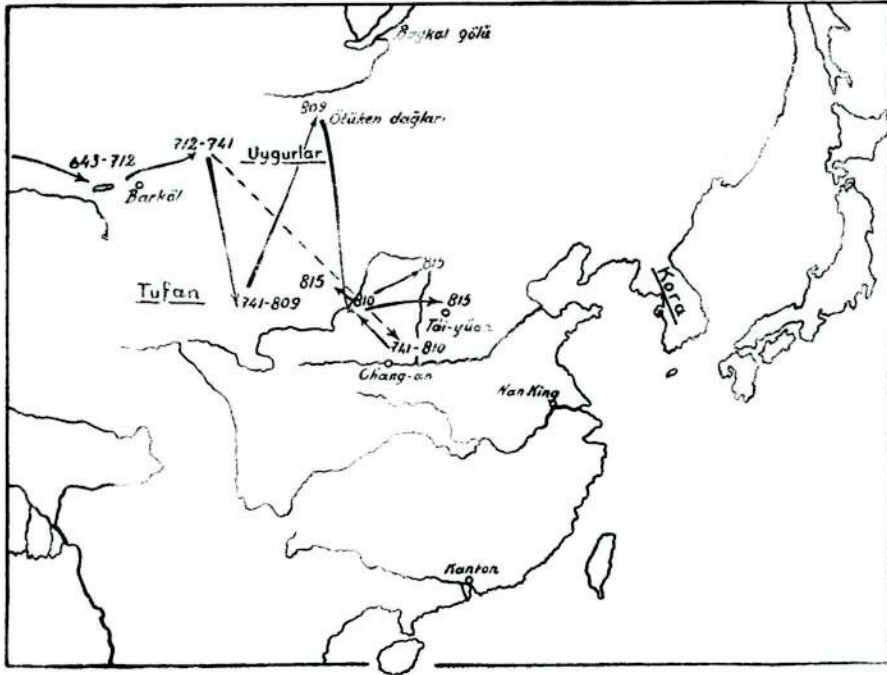 Baykal gölü
809
Ötüken dağları
712-741
643-712
Uygurlar
Barköl
815
815
Tufan
741-809
810
815
Tai-yüan
Kora
741-810
Chang-an
Nan King
Kanton